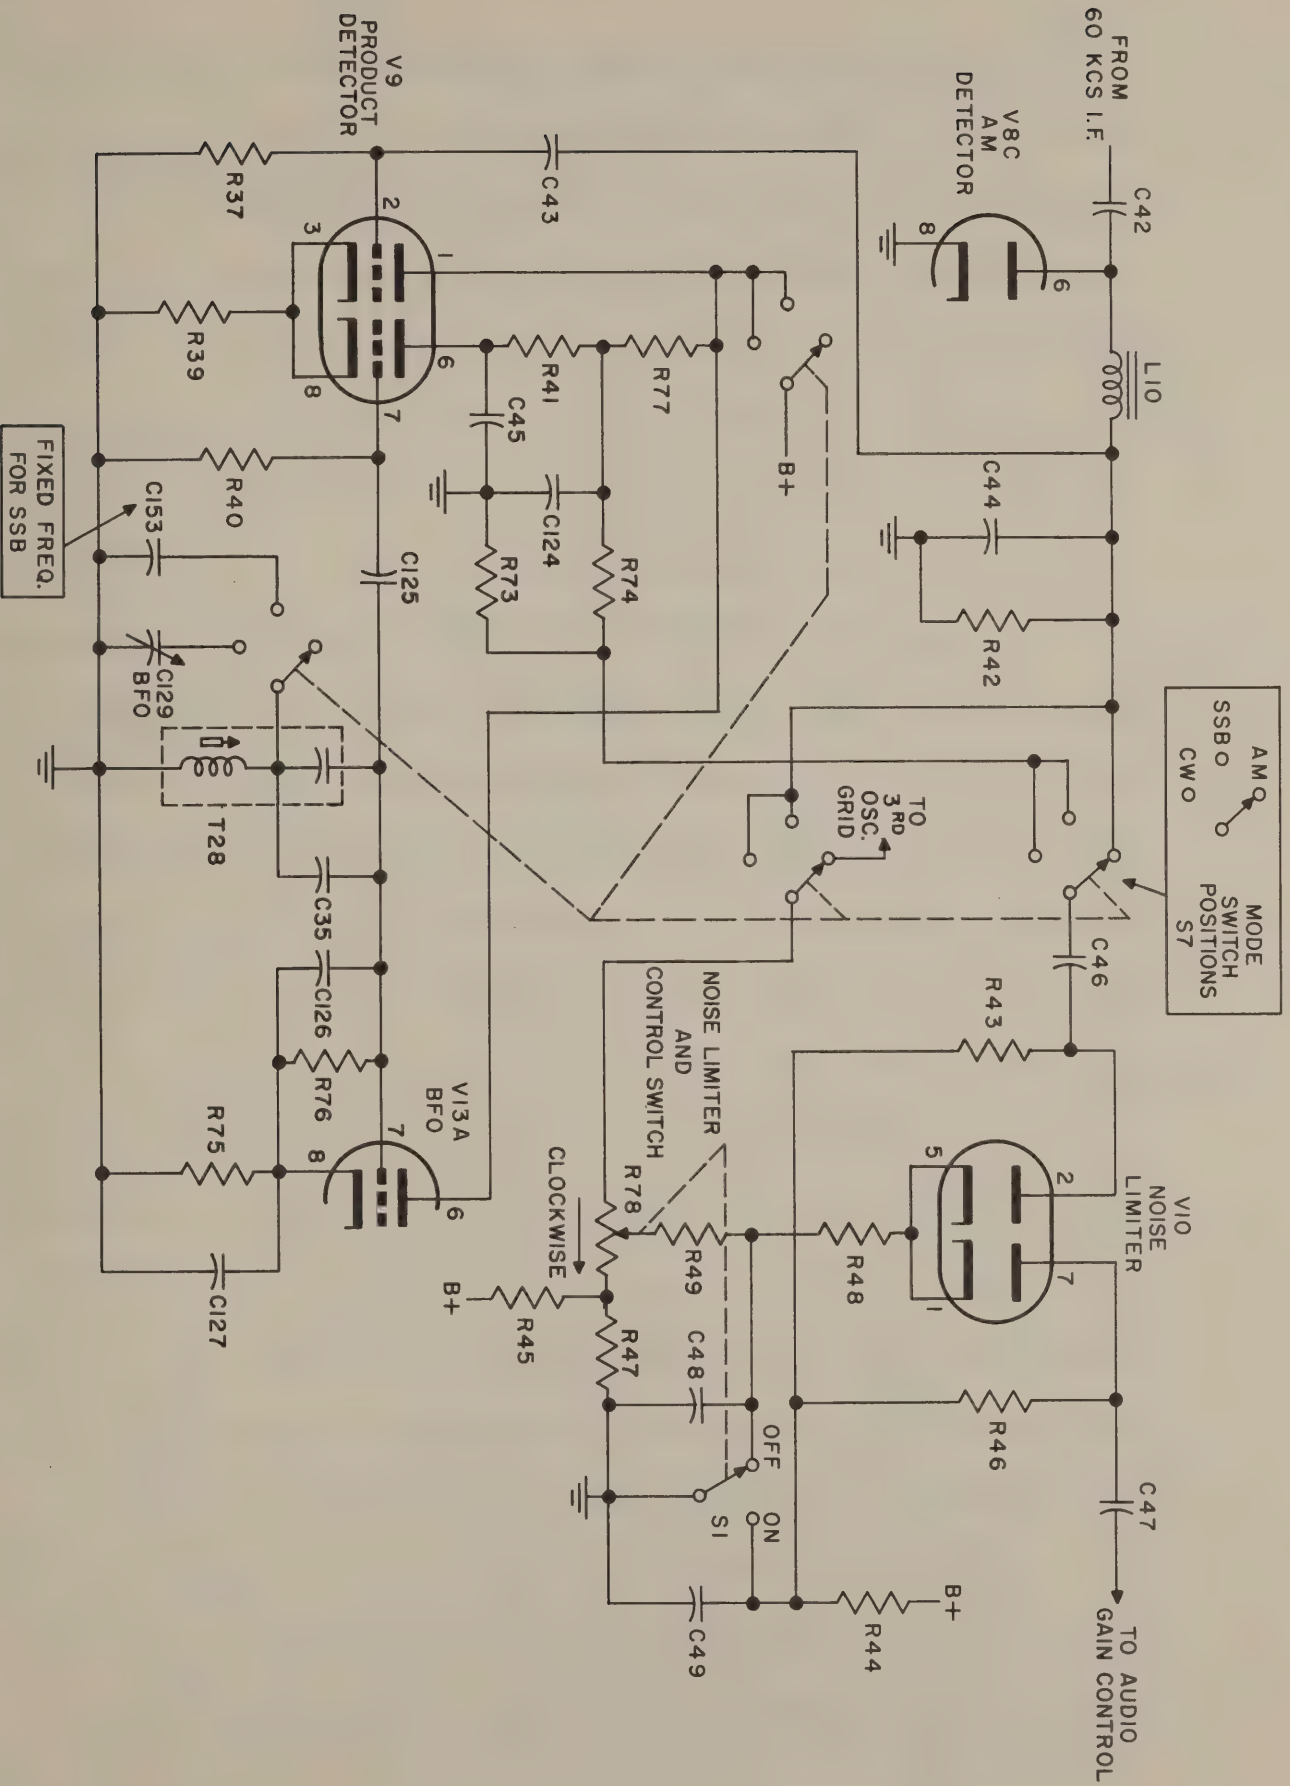 FROM
60 KCS I.F.
C42
L10
V8C
AM
DETECTOR
8
6
C44
R42
MODE
SWITCH
POSITIONS
S7
AM
SSB
CW
C46
R43
V10
NOISE
LIMITER
2
7
5
1
R46
R48
C47
TO AUDIO
GAIN CONTROL
B+
R44
TO
3RD
OSC.
GRID
NOISE LIMITER
AND
CONTROL SWITCH
R78
CLOCKWISE
R49
C48
OFF
ON
S1
C49
R47
R45
B+
B+
C43
V9
PRODUCT
DETECTOR
2
1
3
6
8
7
R37
R39
R41
R77
C45
C124
R73
R74
R40
C125
C153
C129
BFO
FIXED FREQ.
FOR SSB
T28
C35
C126
R76
V13A
BFO
7
8
6
R75
C127